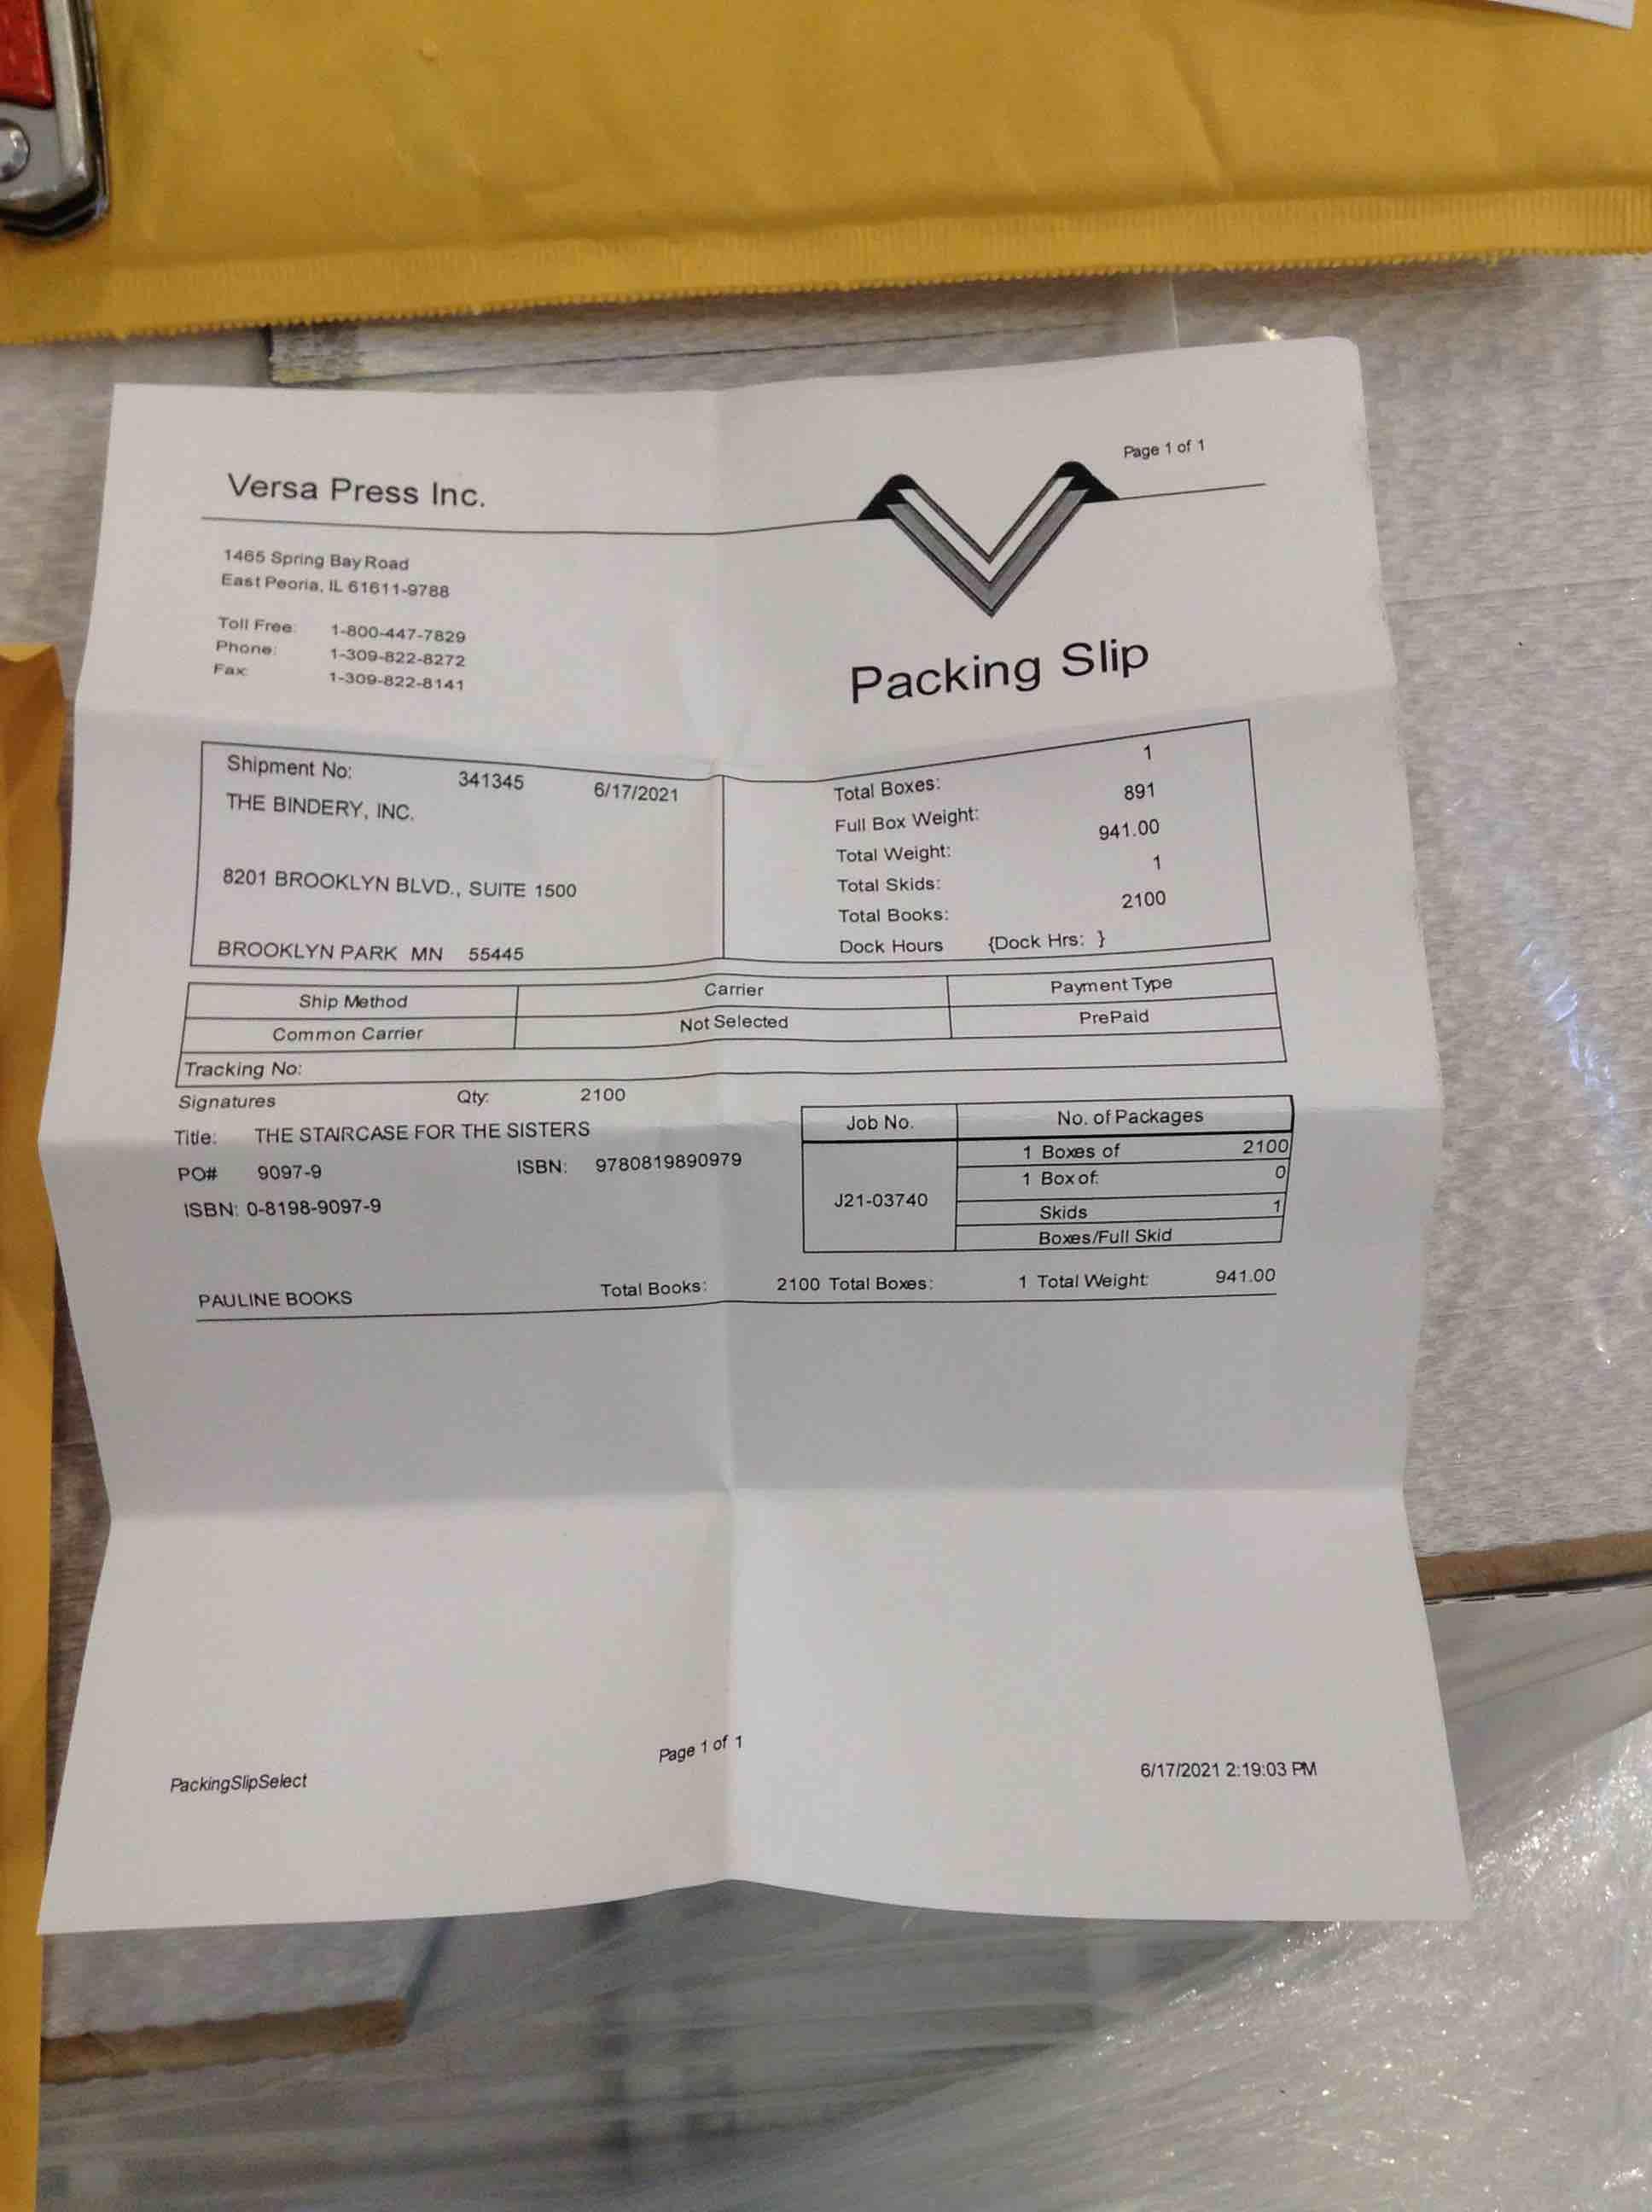 Page 1 of 1
Versa Press Inc.
1465 Spring Bay Road
East Peoria, IL 61611-9788
Toll Free: 1-800-447-7829
Phone: 1-309-822-8272
Fax: 1-309-822-8141
Packing Slip
Shipment No: 341345 6/17/2021
THE BINDERY, INC.
8201 BROOKLYN BLVD., SUITE 1500
BROOKLYN PARK MN 55445
Total Boxes: 1
Full Box Weight: 891
Total Weight: 941.00
Total Skids: 1
Total Books: 2100
Dock Hours {Dock Hrs: }
Ship Method Carrier Payment Type
Common Carrier Not Selected PrePaid
Tracking No:
Signatures Qty: 2100
Title: THE STAIRCASE FOR THE SISTERS
PO# 9097-9 ISBN: 9780819890979
ISBN: 0-8198-9097-9
Job No. No. of Packages
J21-03740
1 Boxes of 2100
1 Box of: 0
Skids 1
Boxes/Full Skid
PAULINE BOOKS Total Books: 2100 Total Boxes: 1 Total Weight: 941.00
PackingSlipSelect Page 1 of 1 6/17/2021 2:19:03 PM